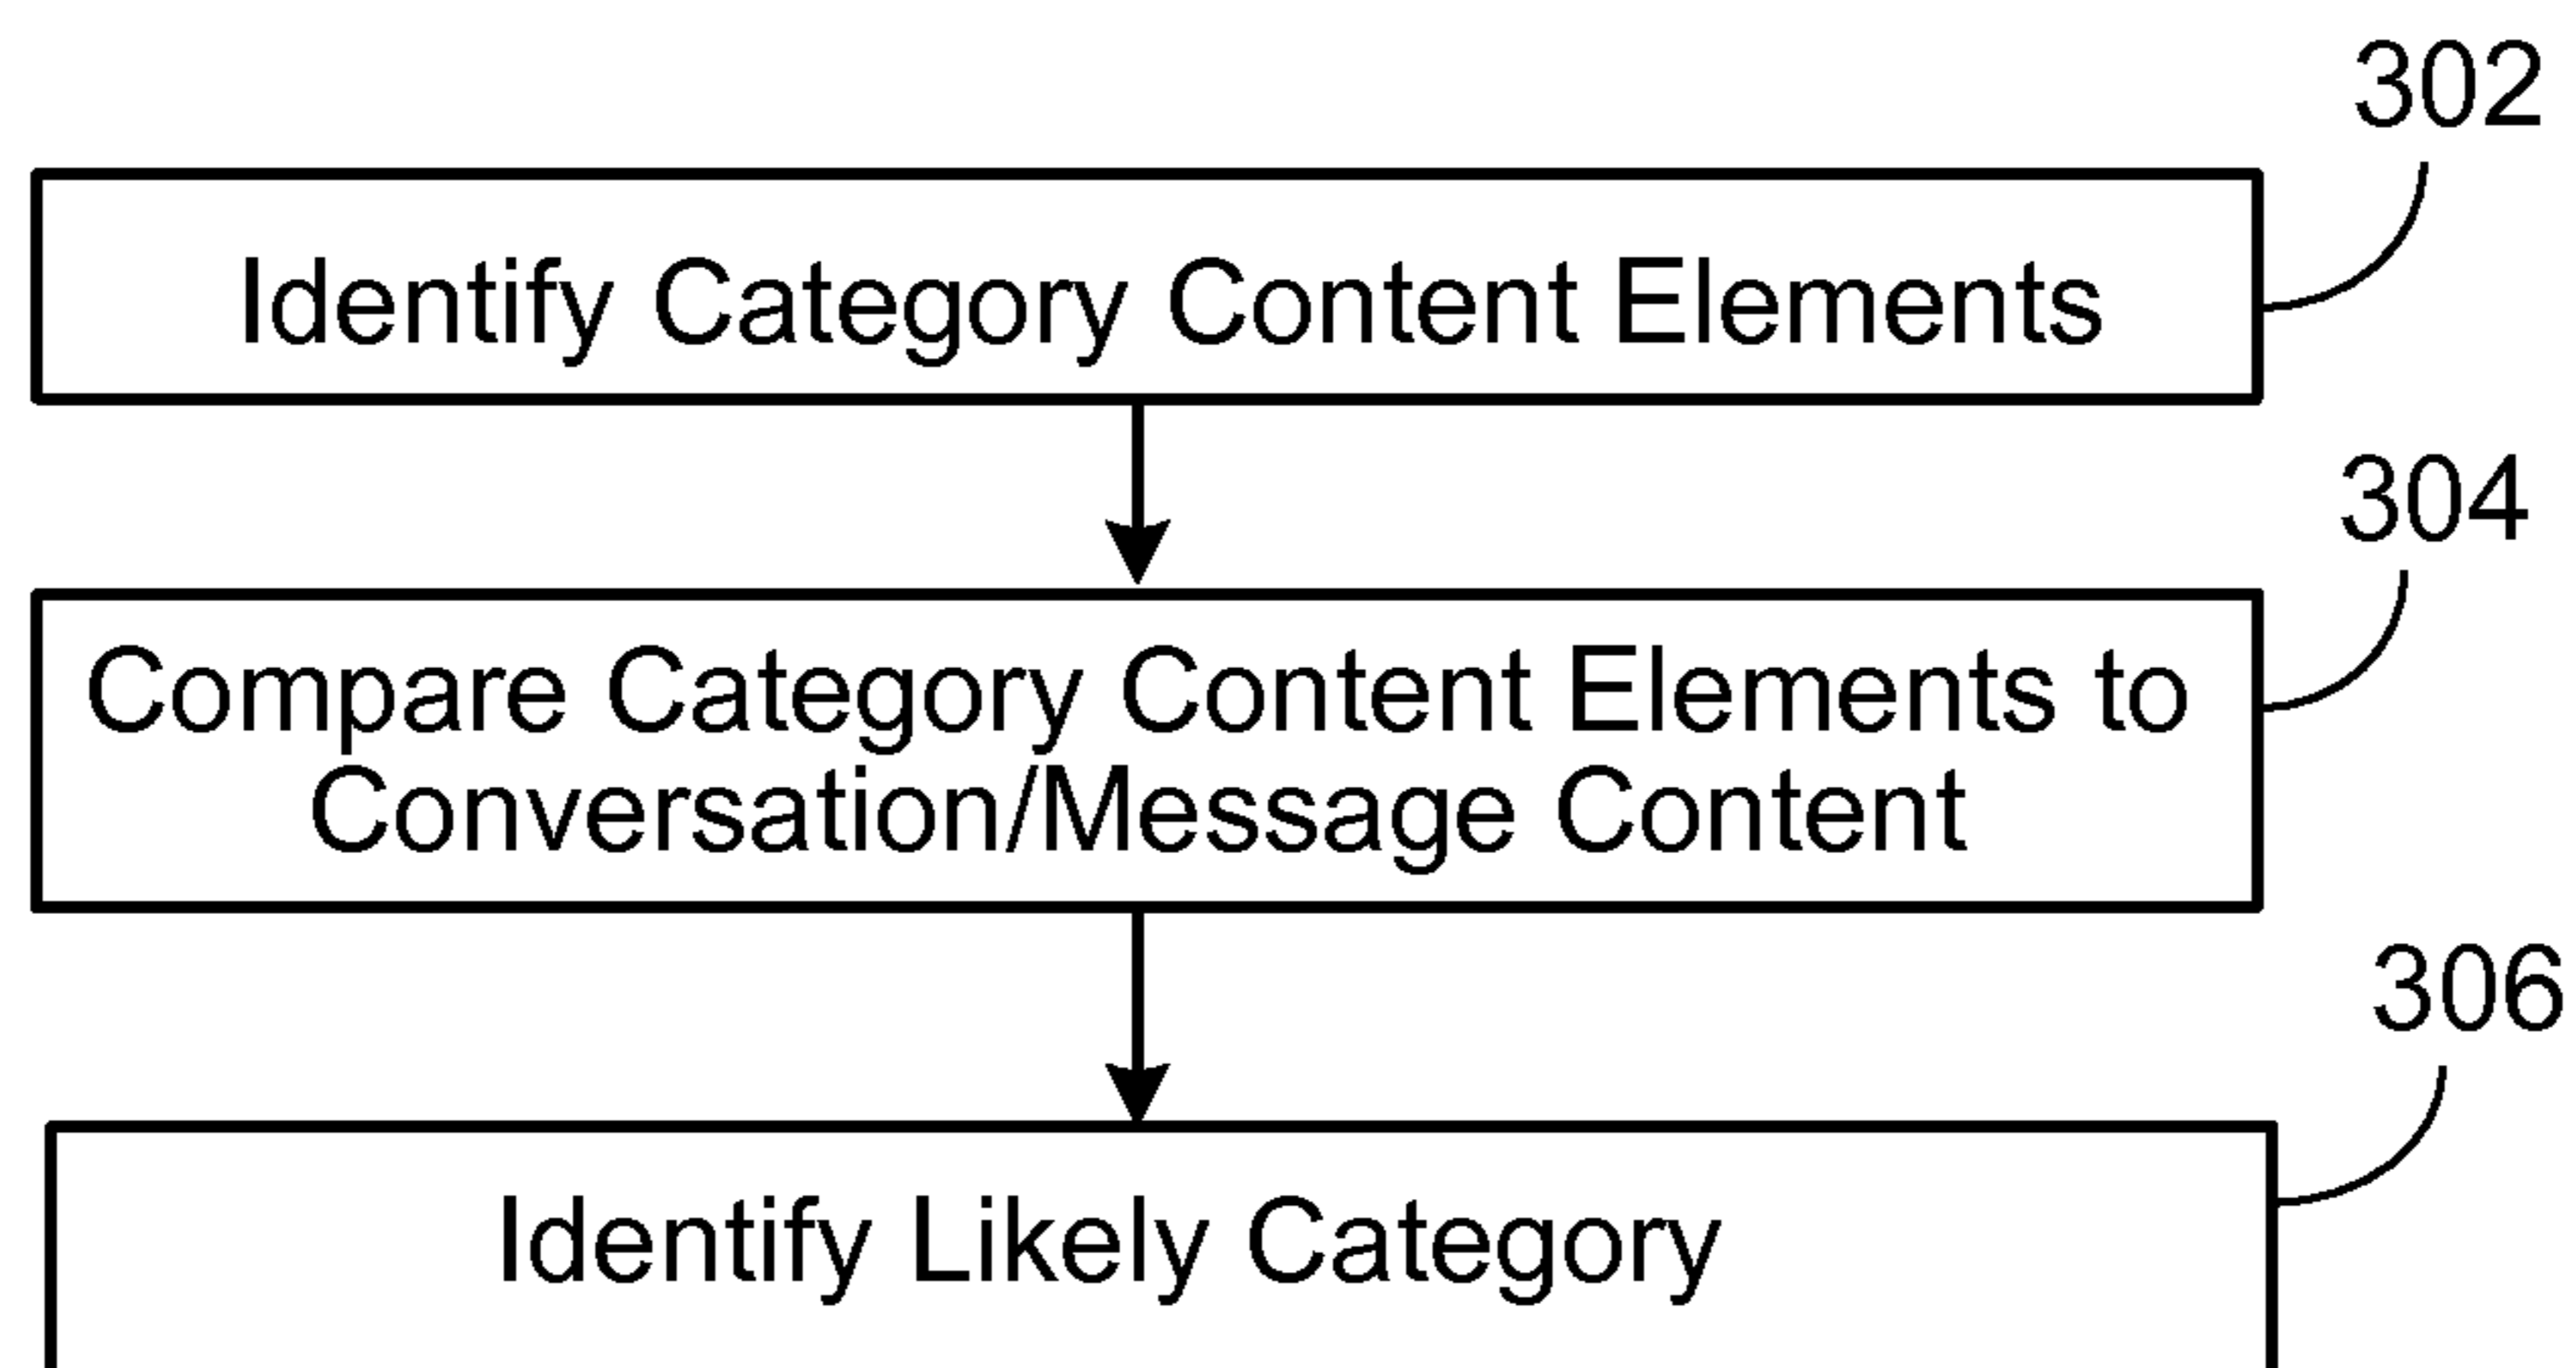 302
Identify Category Content Elements
304
Compare Category Content Elements to
Conversation/Message Content
306
Identify Likely Category